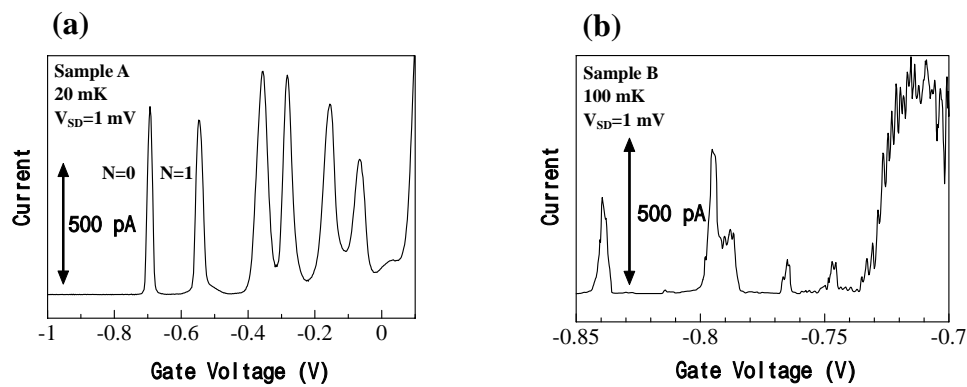 (a)
Sample A
20 mK
V_SD=1 mV
N=0 N=1
500 pA
Current
-1 -0.8 -0.6 -0.4 -0.2 0
Gate Voltage (V)
(b)
Sample B
100 mK
V_SD=1 mV
500 pA
Current
-0.85 -0.8 -0.75 -0.7
Gate Voltage (V)